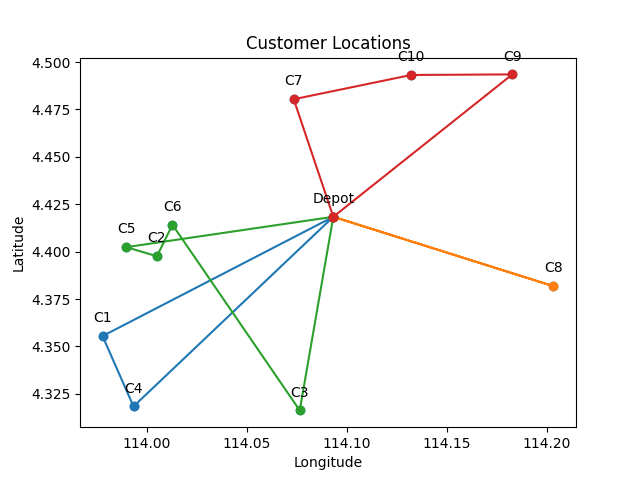 Customer Locations
4.500
4.475
4.450
4.425
4.400
4.375
4.350
4.325
Latitude
C10
C9
C7
Depot
C6
C5
C2
C8
C1
C4
C3
114.00
114.05
114.10
114.15
114.20
Longitude